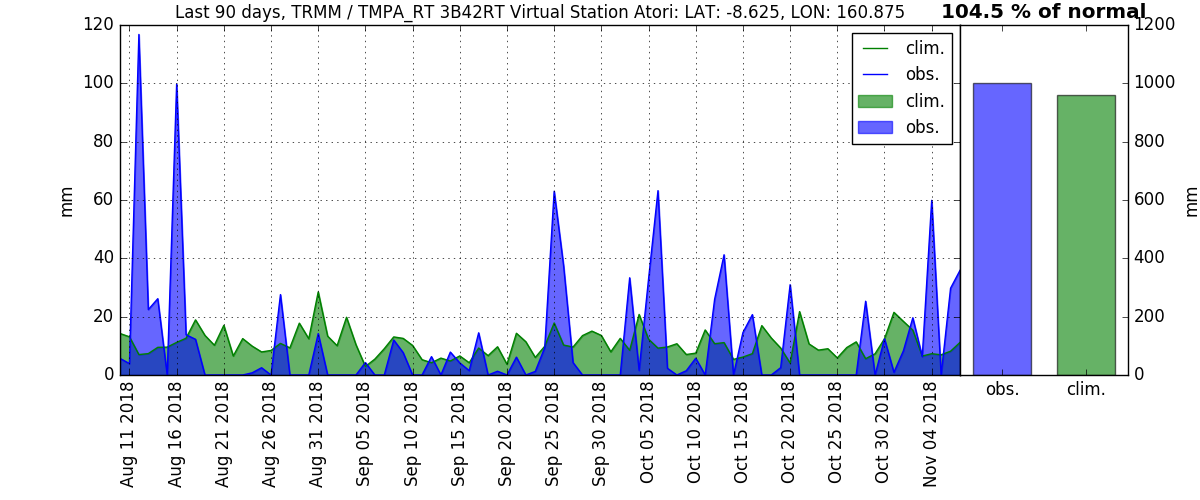 Last 90 days, TRMM / TMPA_RT 3B42RT Virtual Station Atori: LAT: -8.625, LON: 160.875
104.5 % of normal
120
100
80
60
40
20
0
mm
clim.
obs.
clim.
obs.
1200
1000
800
600
400
200
0
mm
Aug 11 2018
Aug 16 2018
Aug 21 2018
Aug 26 2018
Aug 31 2018
Sep 05 2018
Sep 10 2018
Sep 15 2018
Sep 20 2018
Sep 25 2018
Sep 30 2018
Oct 05 2018
Oct 10 2018
Oct 15 2018
Oct 20 2018
Oct 25 2018
Oct 30 2018
Nov 04 2018
obs.
clim.